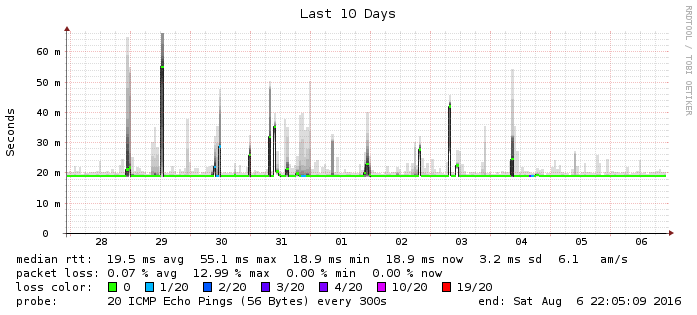 Last 10 Days
RRDTOOL / TOBI OETIKER
Seconds
60 m
50 m
40 m
30 m
20 m
10 m
0
28 29 30 31 01 02 03 04 05 06
median rtt: 19.5 ms avg 55.1 ms max 18.9 ms min 18.9 ms now 3.2 ms sd 6.1 am/s
packet loss: 0.07 % avg 12.99 % max 0.00 % min 0.00 % now
loss color: 0 1/20 2/20 3/20 4/20 10/20 19/20
probe: 20 ICMP Echo Pings (56 Bytes) every 300s end: Sat Aug 6 22:05:09 2016